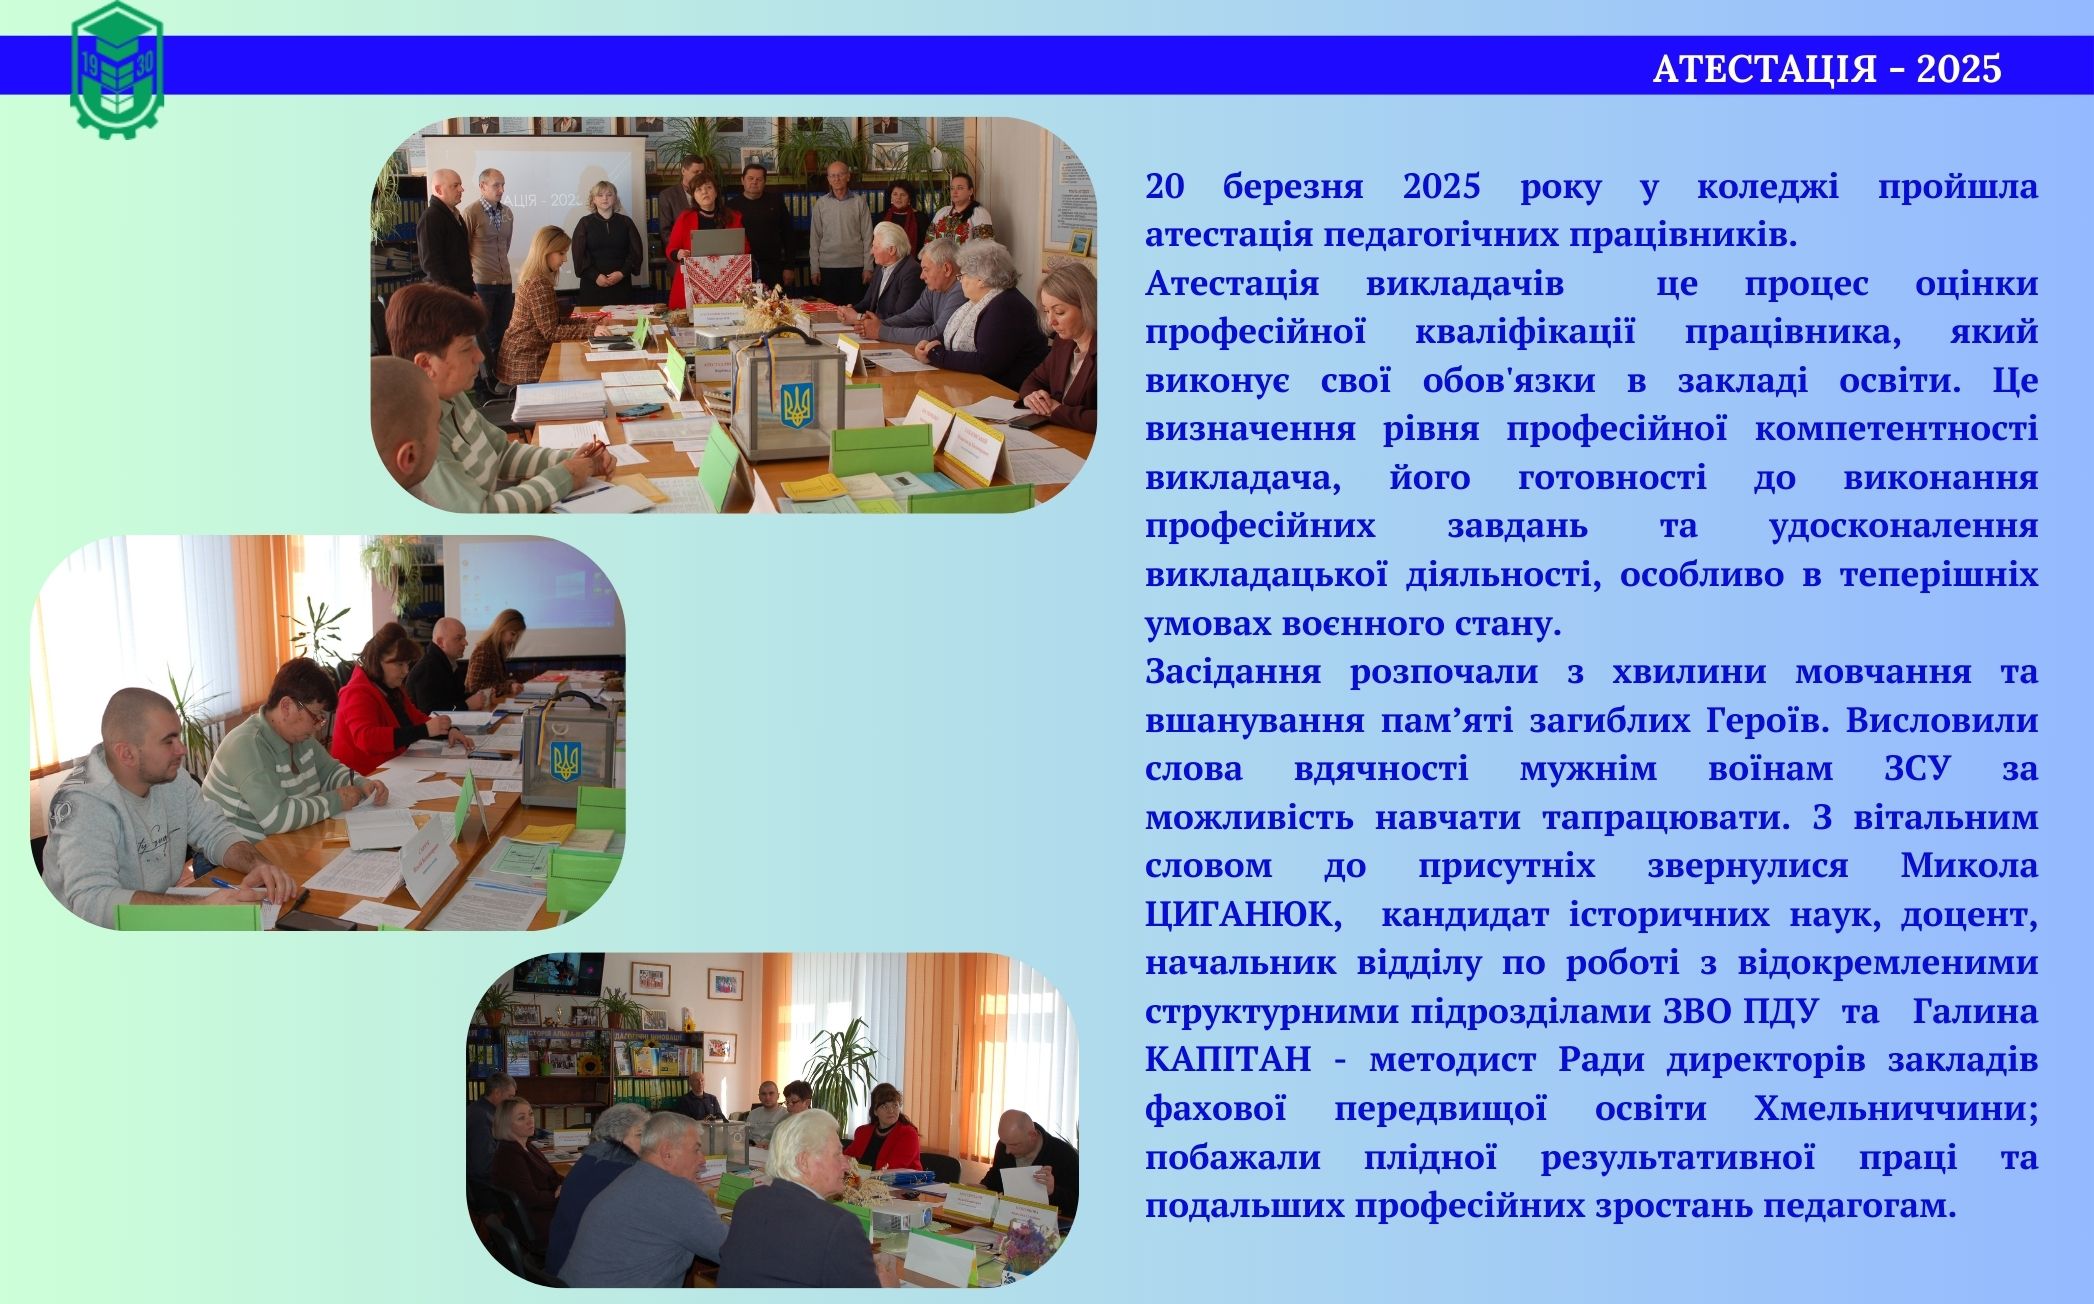 19 30
АТЕСТАЦІЯ - 2025
АЦІЯ - 202
20 березня 2025 року у коледжі пройшла
атестація педагогічних працівників.
Атестація викладачів це процес оцінки
професійної кваліфікації працівника, який
виконує свої обов'язки в закладі освіти. Це
визначення рівня професійної компетентності
викладача, його готовності до виконання
професійних завдань та удосконалення
викладацької діяльності, особливо в теперішніх
умовах воєнного стану.
Засідання розпочали з хвилини мовчання та
вшанування пам’яті загиблих Героїв. Висловили
слова вдячності мужнім воїнам ЗСУ за
можливість навчати тапрацювати. З вітальним
словом до присутніх звернулися Микола
ЦИГАНЮК, кандидат історичних наук, доцент,
начальник відділу по роботі з відокремленими
структурними підрозділами ЗВО ПДУ та Галина
КАПІТАН - методист Ради директорів закладів
фахової передвищої освіти Хмельниччини;
побажали плідної результативної праці та
подальших професійних зростань педагогам.